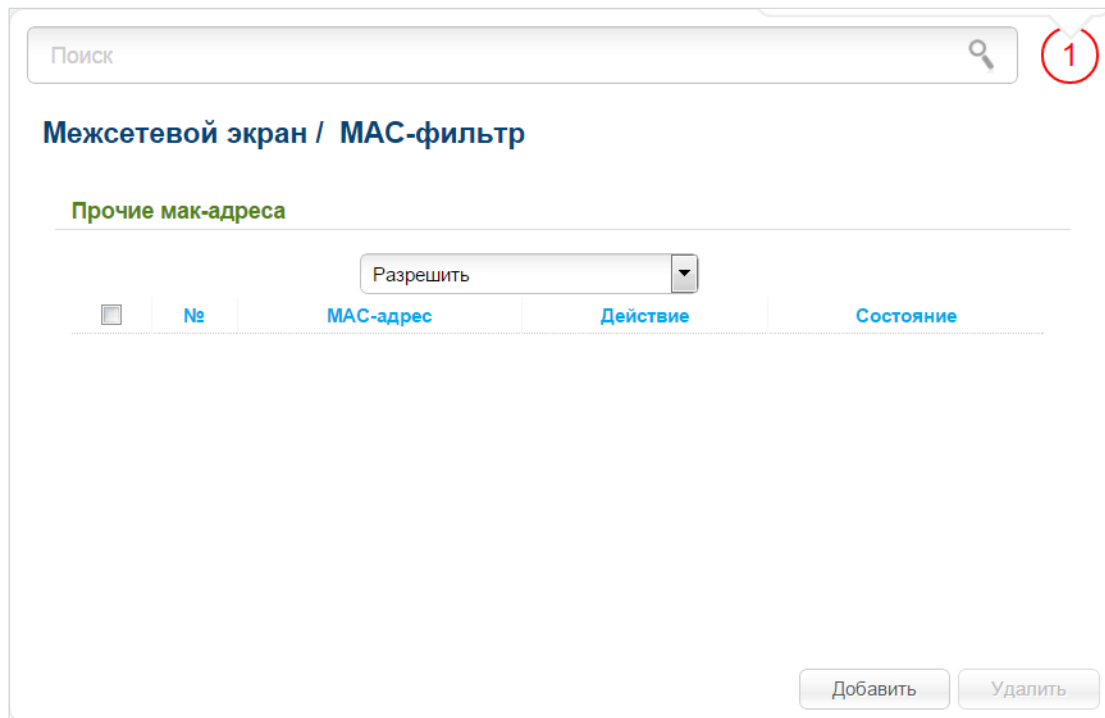 Поиск
1
Межсетевой экран / MAC-фильтр
Прочие мак-адреса
Разрешить
№ MAC-адрес Действие Состояние
Добавить Удалить